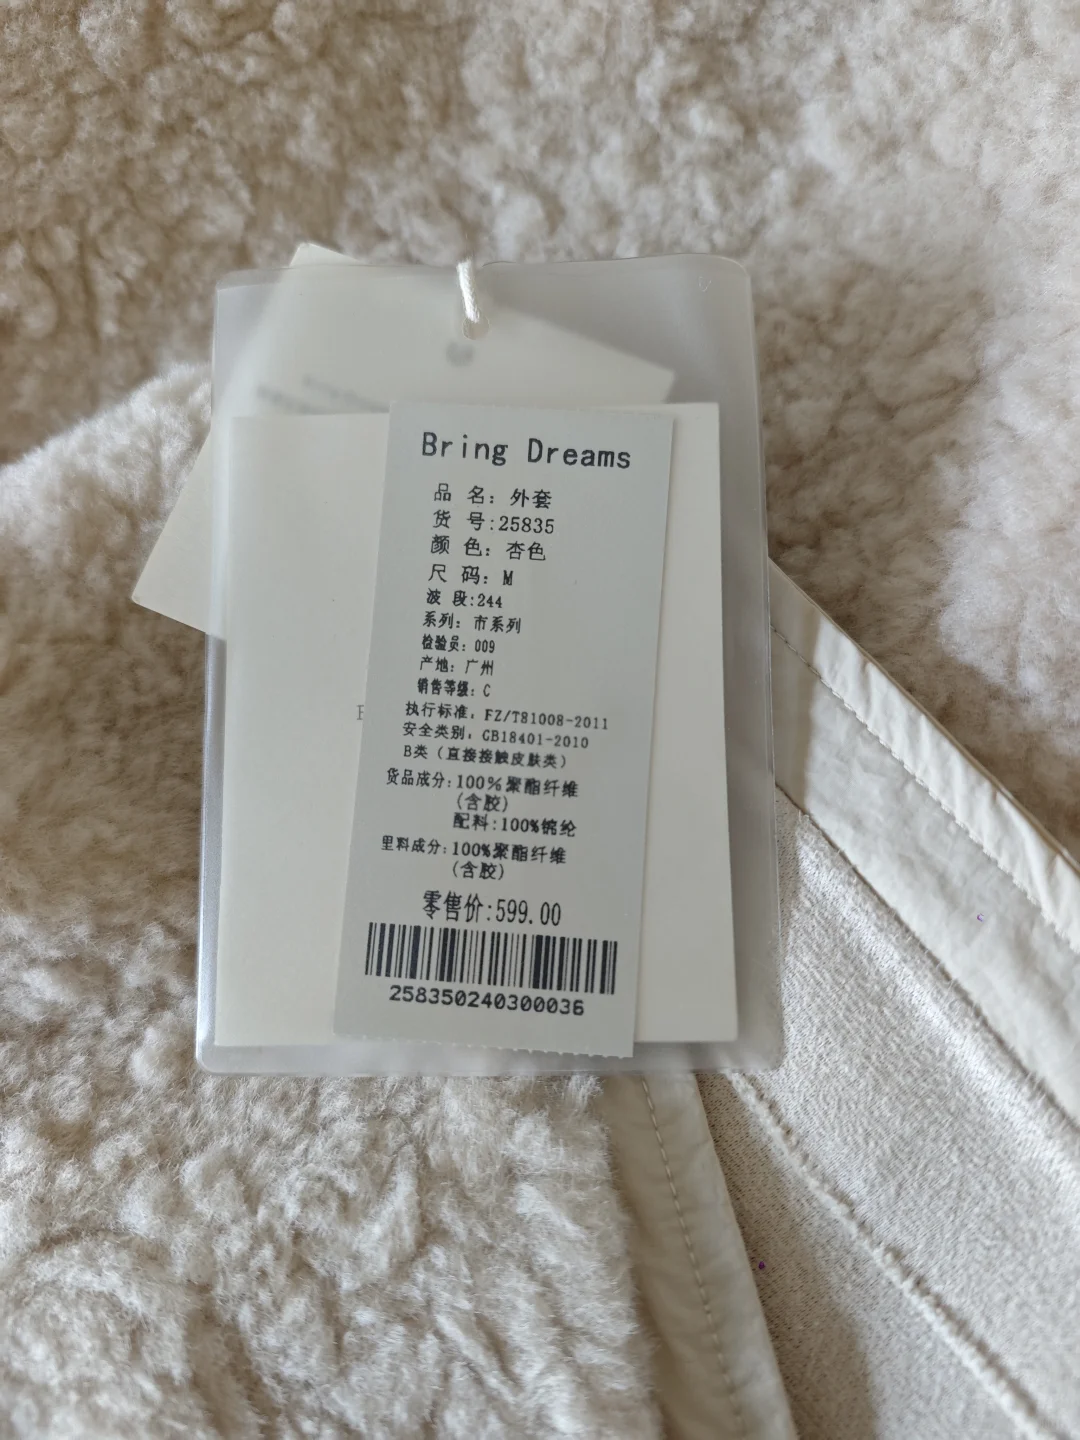 Bring Dreams
品 名：外套
货 号:25835
颜 色：杏色
尺 码：M
波 段:244
系列：市系列
检验员：009
产地：广州
销售等级：C
执行标准：FZ/T81008-2011
安全类别：GB18401-2010
B类（直接接触皮肤类）
货品成分:100%聚酯纤维
(含胶)
配料:100%锦纶
里料成分:100%聚酯纤维
(含胶)
零售价:599.00
258350240300036